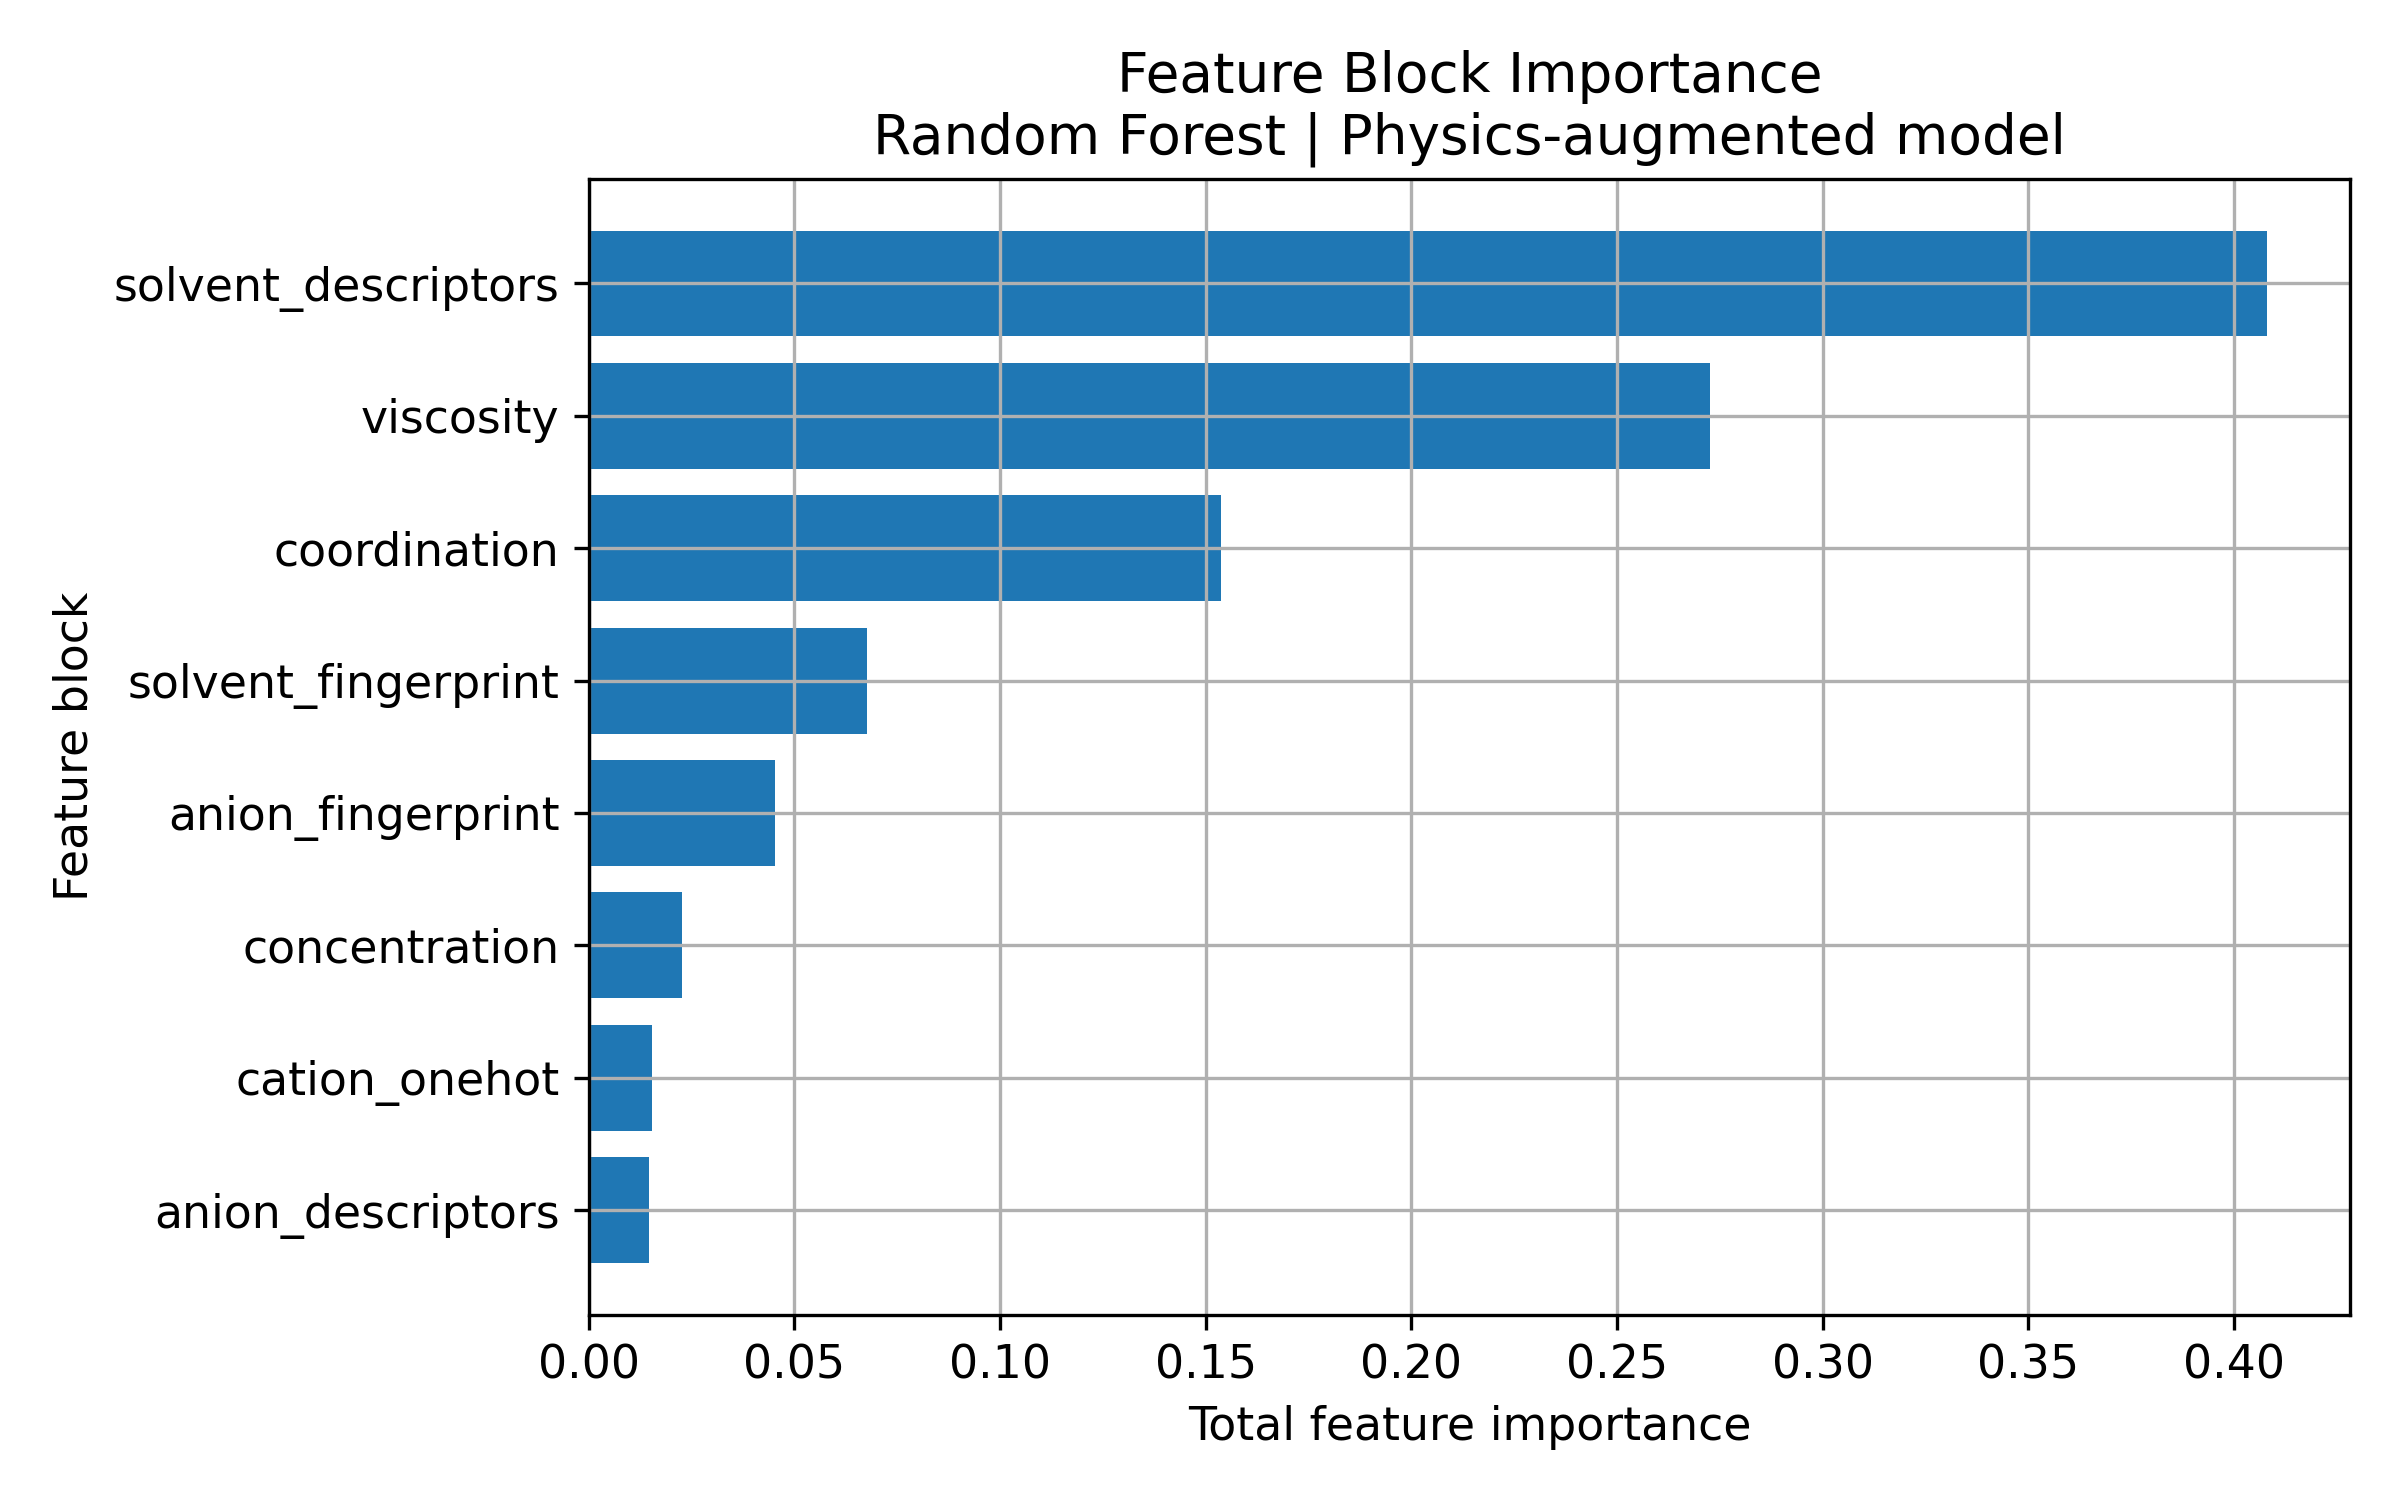 Feature Block Importance
Random Forest | Physics-augmented model
Feature block
solvent_descriptors
viscosity
coordination
solvent_fingerprint
anion_fingerprint
concentration
cation_onehot
anion_descriptors
0.00 0.05 0.10 0.15 0.20 0.25 0.30 0.35 0.40
Total feature importance